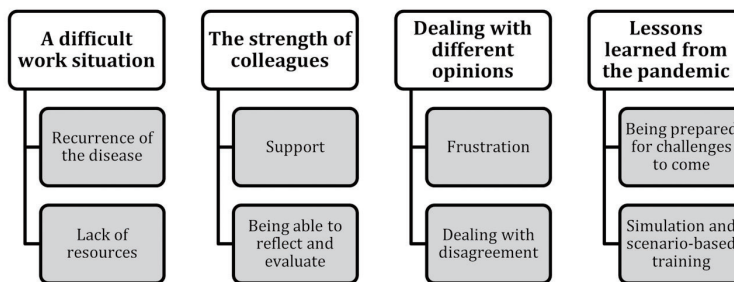 A difficult
work situation
Recurrence of
the disease
Lack of
resources
The strength of
colleagues
Support
Being able to
reflect and
evaluate
Dealing with
different
opinions
Frustration
Dealing with
disagreement
Lessons
learned from
the pandemic
Being prepared
for challenges
to come
Simulation and
scenario-based
training